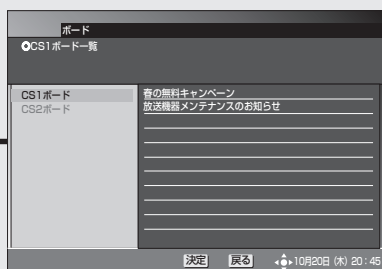 ボード
CS1ボード一覧
CS1ボード
CS2ボード
春の無料キャンペーン
放送機器メンテナンスのお知らせ
決定 戻る 10月20日 (木) 20:45